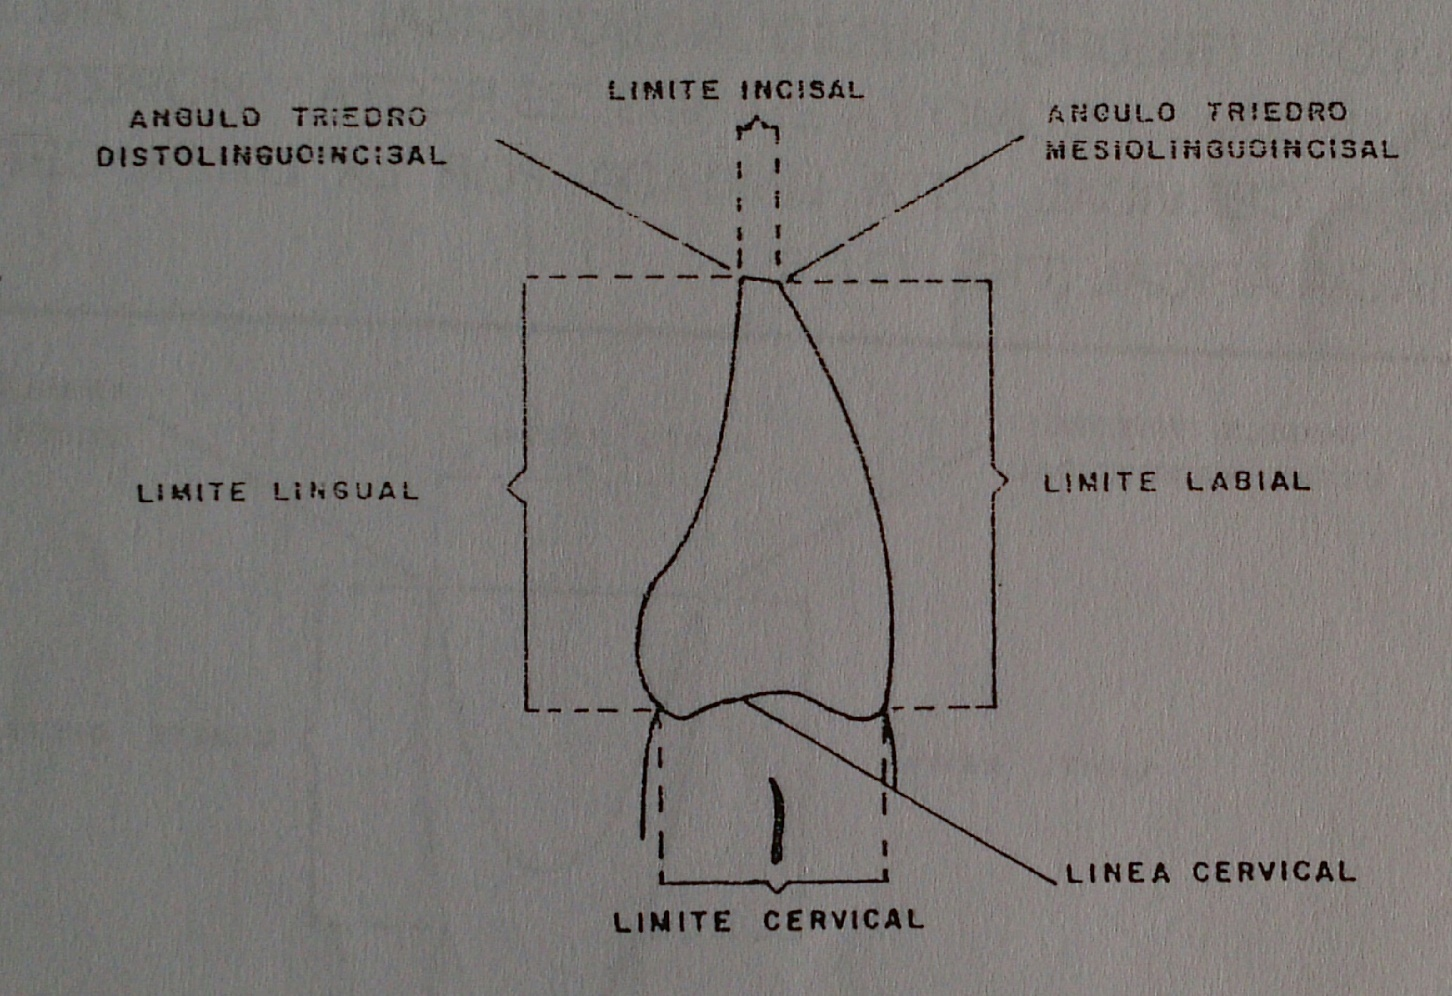 LIMITE INCISAL
ANGULO TRIEDRO
DISTOLINGUOINCISAL
ANGULO TRIEDRO
MESIOLINGUOINCISAL
LIMITE LINGUAL
LIMITE LABIAL
LINEA CERVICAL
LIMITE CERVICAL